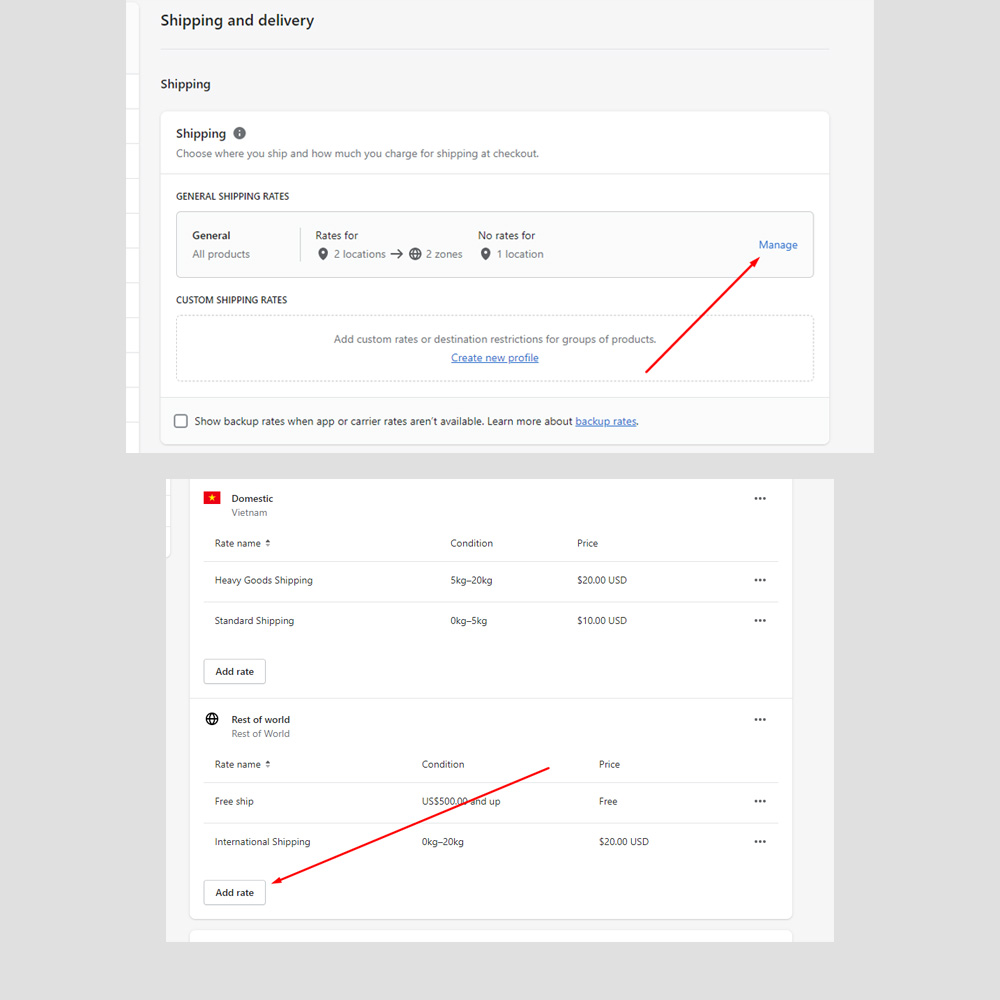 Shipping and delivery
Shipping
Shipping
Choose where you ship and how much you charge for shipping at checkout.
GENERAL SHIPPING RATES
General Rates for No rates for
All products 2 locations → 2 zones 1 location
Manage
CUSTOM SHIPPING RATES
Add custom rates or destination restrictions for groups of products.
Create new profile
Show backup rates when app or carrier rates aren't available. Learn more about backup rates.
Domestic
Vietnam
Rate name Condition Price
Heavy Goods Shipping 5kg–20kg $20.00 USD
Standard Shipping 0kg–5kg $10.00 USD
Add rate
Rest of world
Rest of World
Rate name Condition Price
Free ship US$500.00 and up Free
International Shipping 0kg–20kg $20.00 USD
Add rate